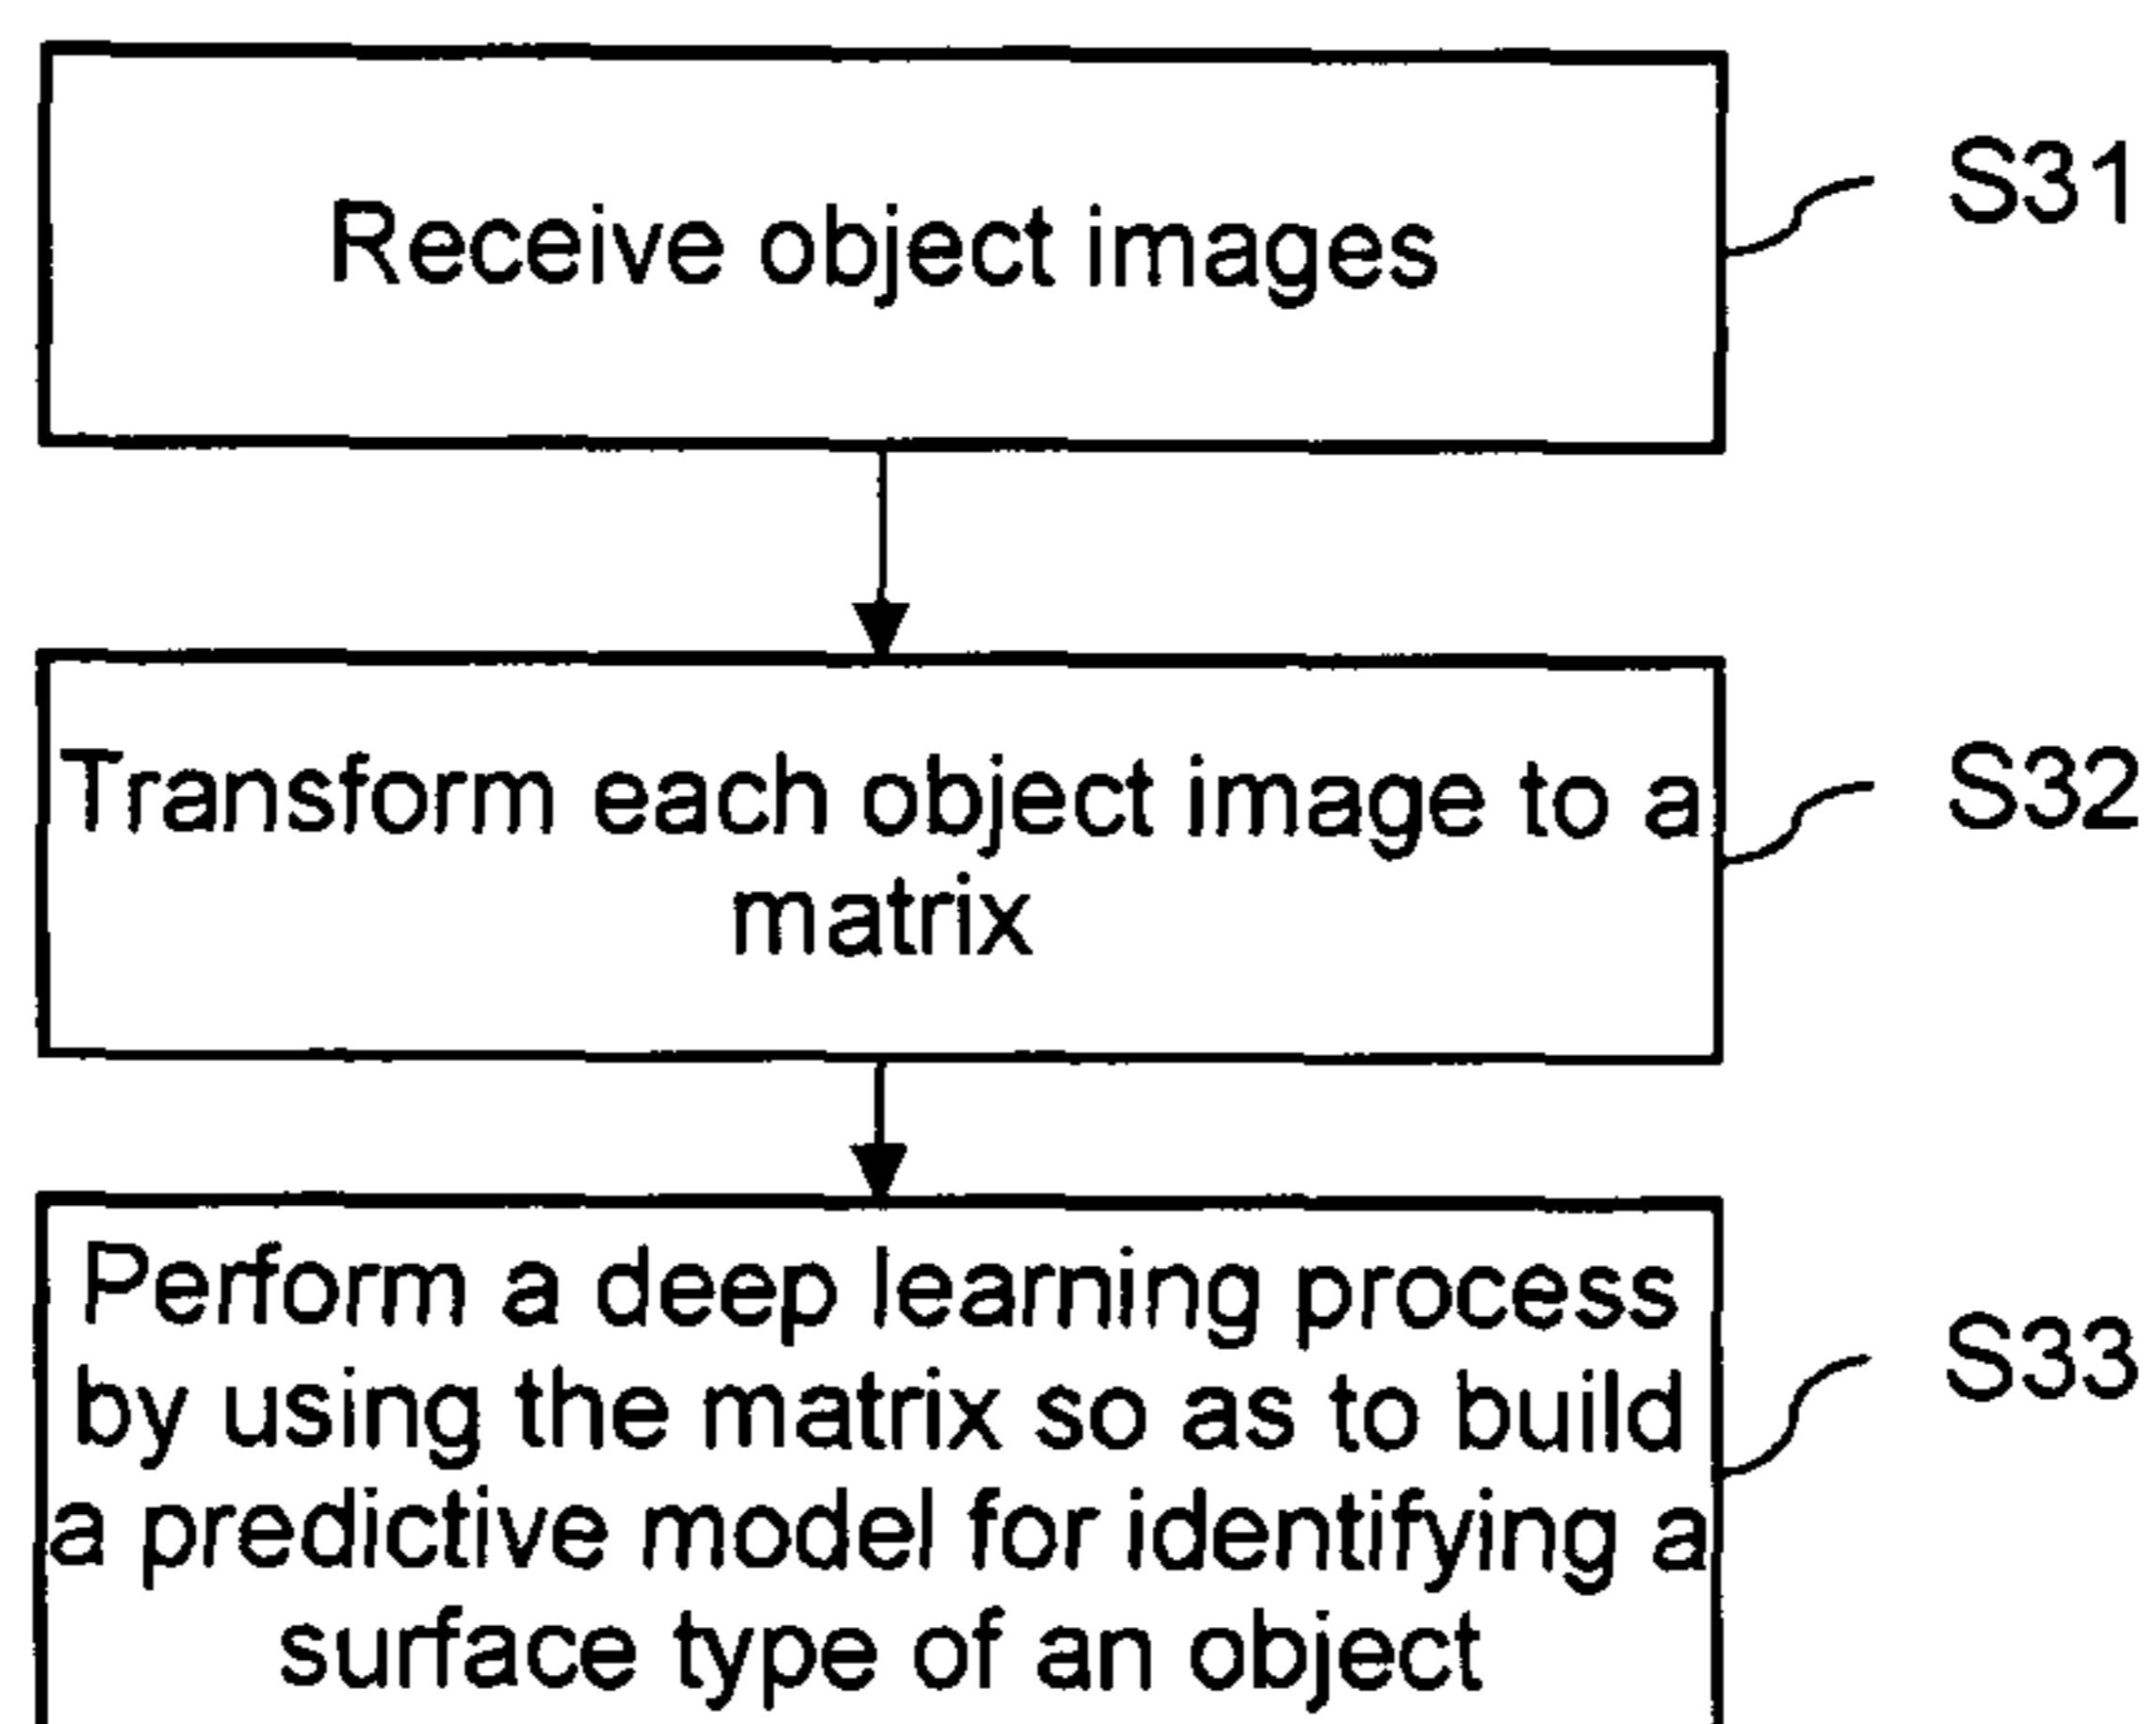 Receive object images
S31
Transform each object image to a
matrix
S32
Perform a deep learning process
by using the matrix so as to build
a predictive model for identifying a
surface type of an object
S33